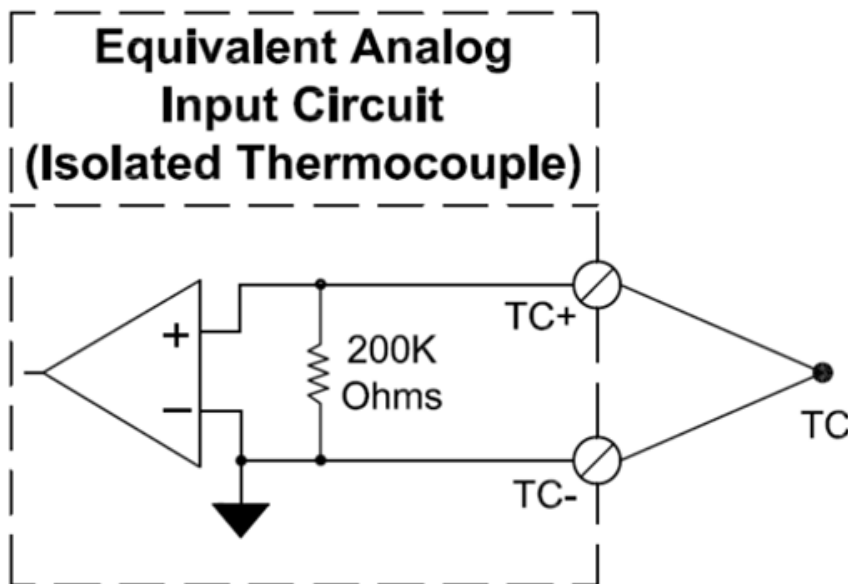 Equivalent Analog
Input Circuit
(Isolated Thermocouple)
TC+
+
200K
Ohms
−
TC
TC-